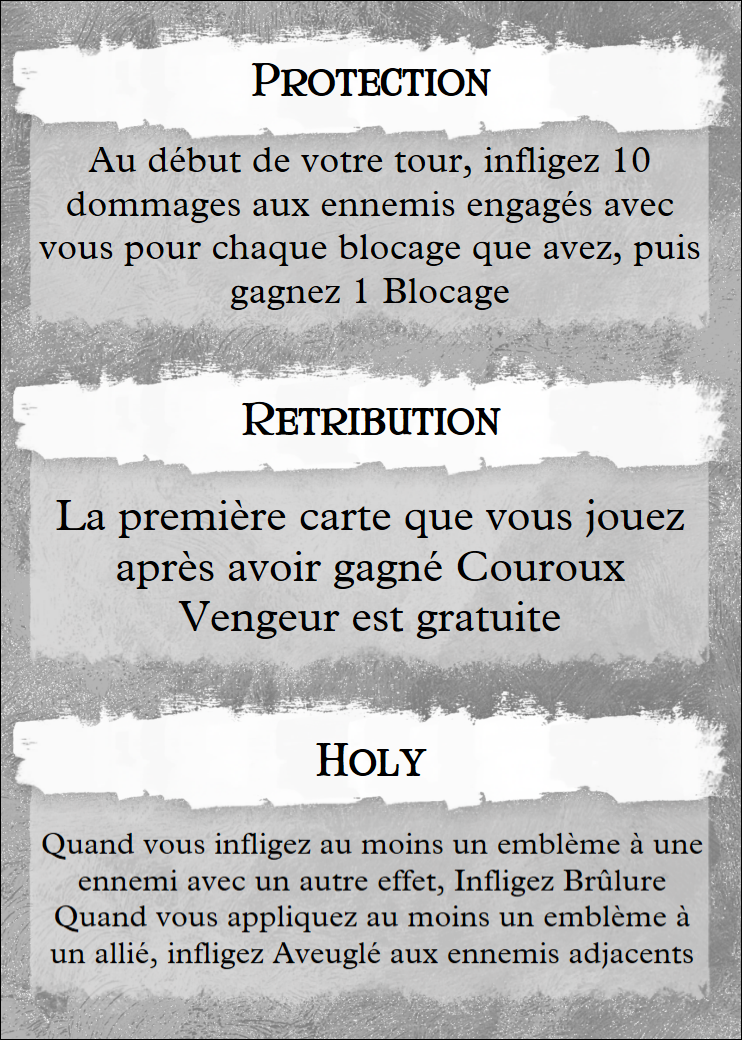 Protection
Au début de votre tour, infligez 10
dommages aux ennemis engagés avec
vous pour chaque blocage que avez, puis
gagnez 1 Blocage
Retribution
La première carte que vous jouez
après avoir gagné Couroux
Vengeur est gratuite
Holy
Quand vous infligez au moins un emblème à une
ennemi avec un autre effet, Infligez Brûlure
Quand vous appliquez au moins un emblème à
un allié, infligez Aveuglé aux ennemis adjacents